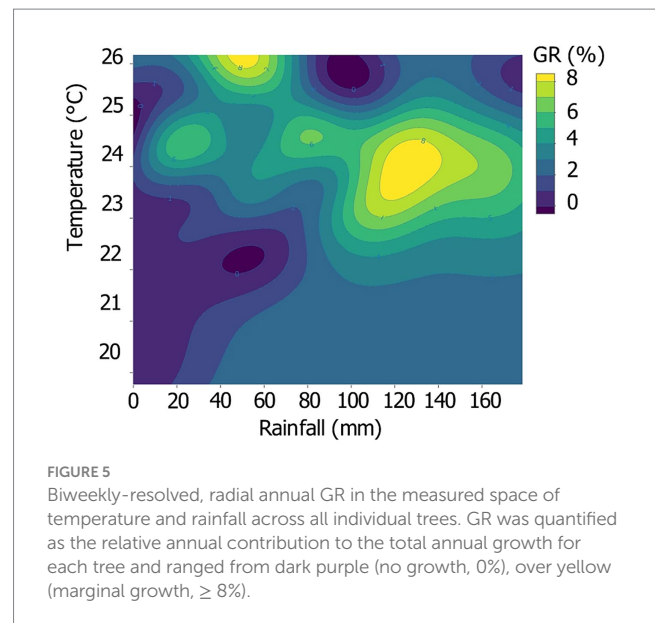 GR (%)
26
25
24
23
22
21
20
Temperature (°C)
8
6
4
2
0
0 20 40 60 80 100 120 140 160
Rainfall (mm)
FIGURE 5
Biweekly-resolved, radial annual GR in the measured space of
temperature and rainfall across all individual trees. GR was quantified
as the relative annual contribution to the total annual growth for
each tree and ranged from dark purple (no growth, 0%), over yellow
(marginal growth, ≥ 8%).